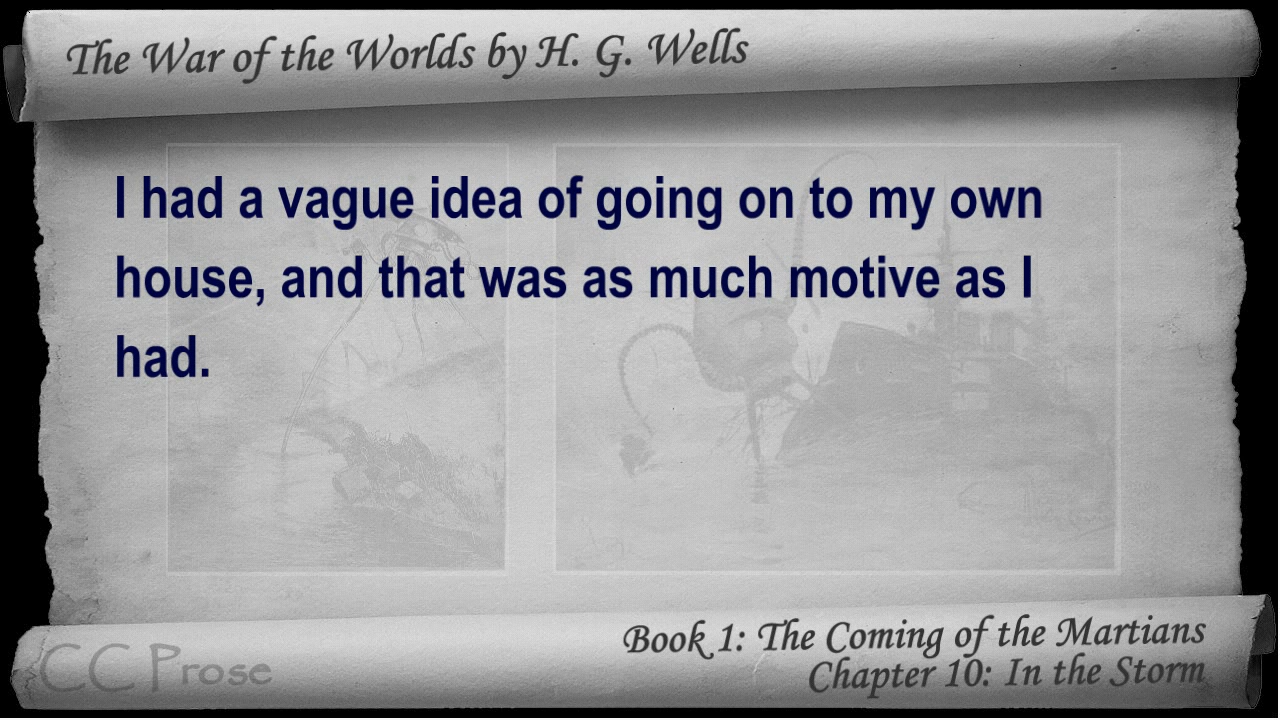 The War of the Worlds by H. G. Wells
I had a vague idea of going on to my own
house, and that was as much motive as I
had.
Book 1: The Coming of the Martians
Chapter 10: In the Storm
CC Prose